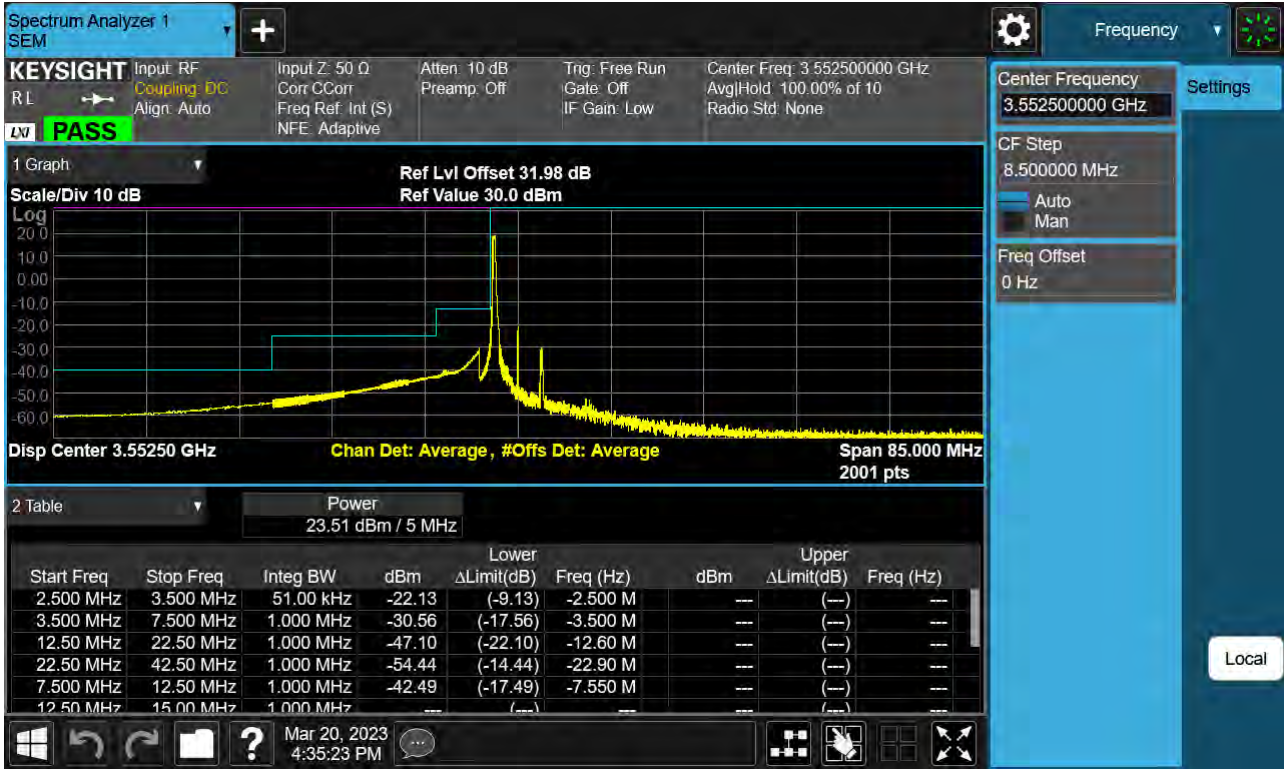 Spectrum Analyzer 1
SEM
+
Frequency
KEYSIGHT
R L
LXI
PASS
Input: RF
Coupling: DC
Align: Auto
Input Z: 50 Ω
Corr CCorr
Freq Ref: Int (S)
NFE: Adaptive
Atten: 10 dB
Preamp: Off
Trig: Free Run
Gate: Off
IF Gain: Low
Center Freq: 3.552500000 GHz
Avg|Hold: 100.00% of 10
Radio Std: None
Center Frequency
3.552500000 GHz
Settings
CF Step
8.500000 MHz
Auto
Man
Freq Offset
0 Hz
Local
1 Graph
Ref Lvl Offset 31.98 dB
Scale/Div 10 dB
Ref Value 30.0 dBm
Log
20.0
10.0
0.00
-10.0
-20.0
-30.0
-40.0
-50.0
-60.0
Disp Center 3.55250 GHz
Chan Det: Average , #Offs Det: Average
Span 85.000 MHz
2001 pts
2 Table
Power
23.51 dBm / 5 MHz
Lower Upper
Start Freq Stop Freq Integ BW dBm ΔLimit(dB) Freq (Hz) dBm ΔLimit(dB) Freq (Hz)
2.500 MHz 3.500 MHz 51.00 kHz -22.13 (-9.13) -2.500 M --- (---) ---
3.500 MHz 7.500 MHz 1.000 MHz -30.56 (-17.56) -3.500 M --- (---) ---
12.50 MHz 22.50 MHz 1.000 MHz -47.10 (-22.10) -12.60 M --- (---) ---
22.50 MHz 42.50 MHz 1.000 MHz -54.44 (-14.44) -22.90 M --- (---) ---
7.500 MHz 12.50 MHz 1.000 MHz -42.49 (-17.49) -7.550 M --- (---) ---
12.50 MHz 15.00 MHz 1.000 MHz --- (---) --- --- (---) ---
?
Mar 20, 2023
4:35:23 PM